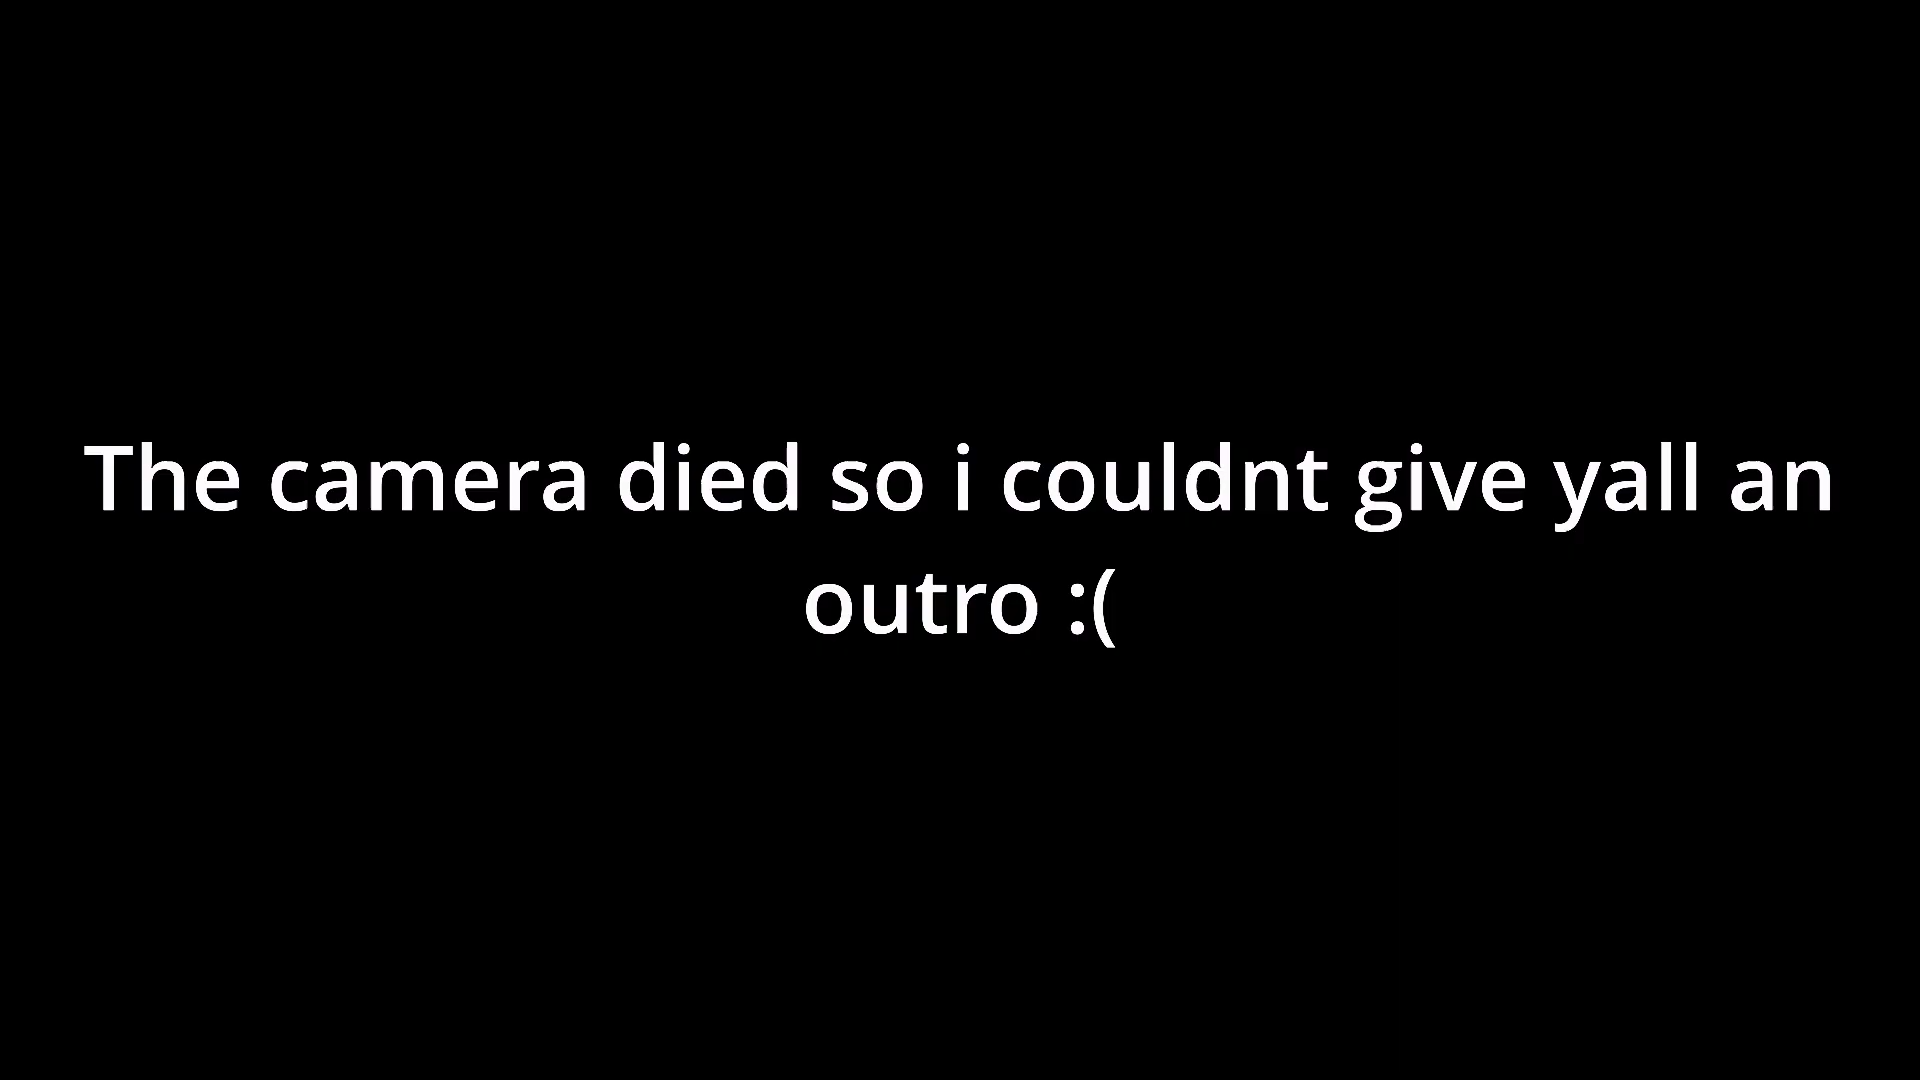 The camera died so i couldnt give yall an
outro :(